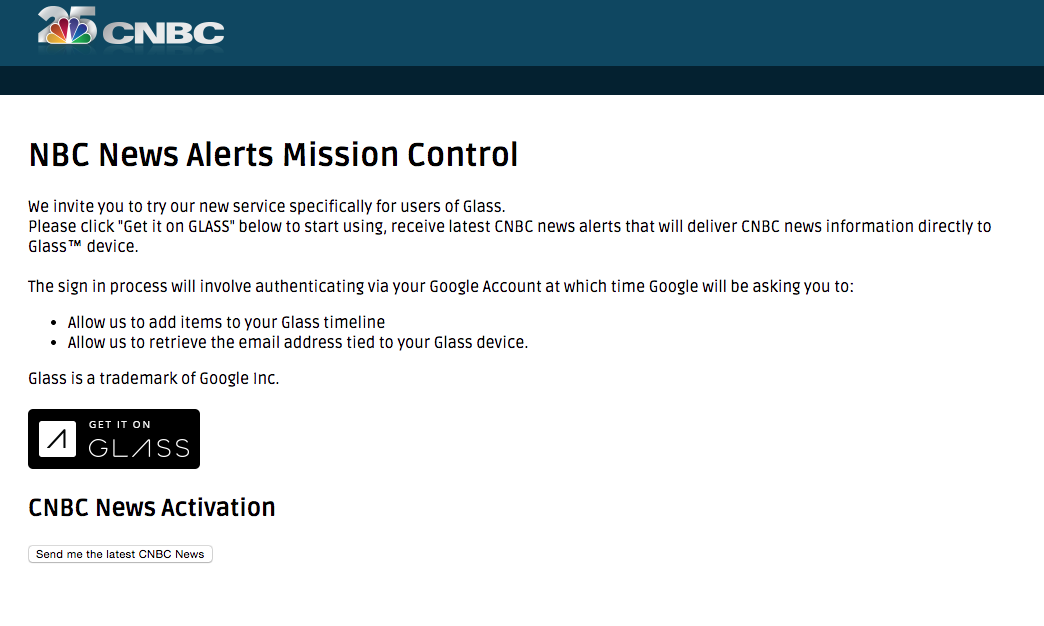 25 CNBC
NBC News Alerts Mission Control
We invite you to try our new service specifically for users of Glass.
Please click "Get it on GLASS" below to start using, receive latest CNBC news alerts that will deliver CNBC news information directly to
Glass™ device.
The sign in process will involve authenticating via your Google Account at which time Google will be asking you to:
• Allow us to add items to your Glass timeline
• Allow us to retrieve the email address tied to your Glass device.
Glass is a trademark of Google Inc.
GET IT ON
GLASS
CNBC News Activation
Send me the latest CNBC News